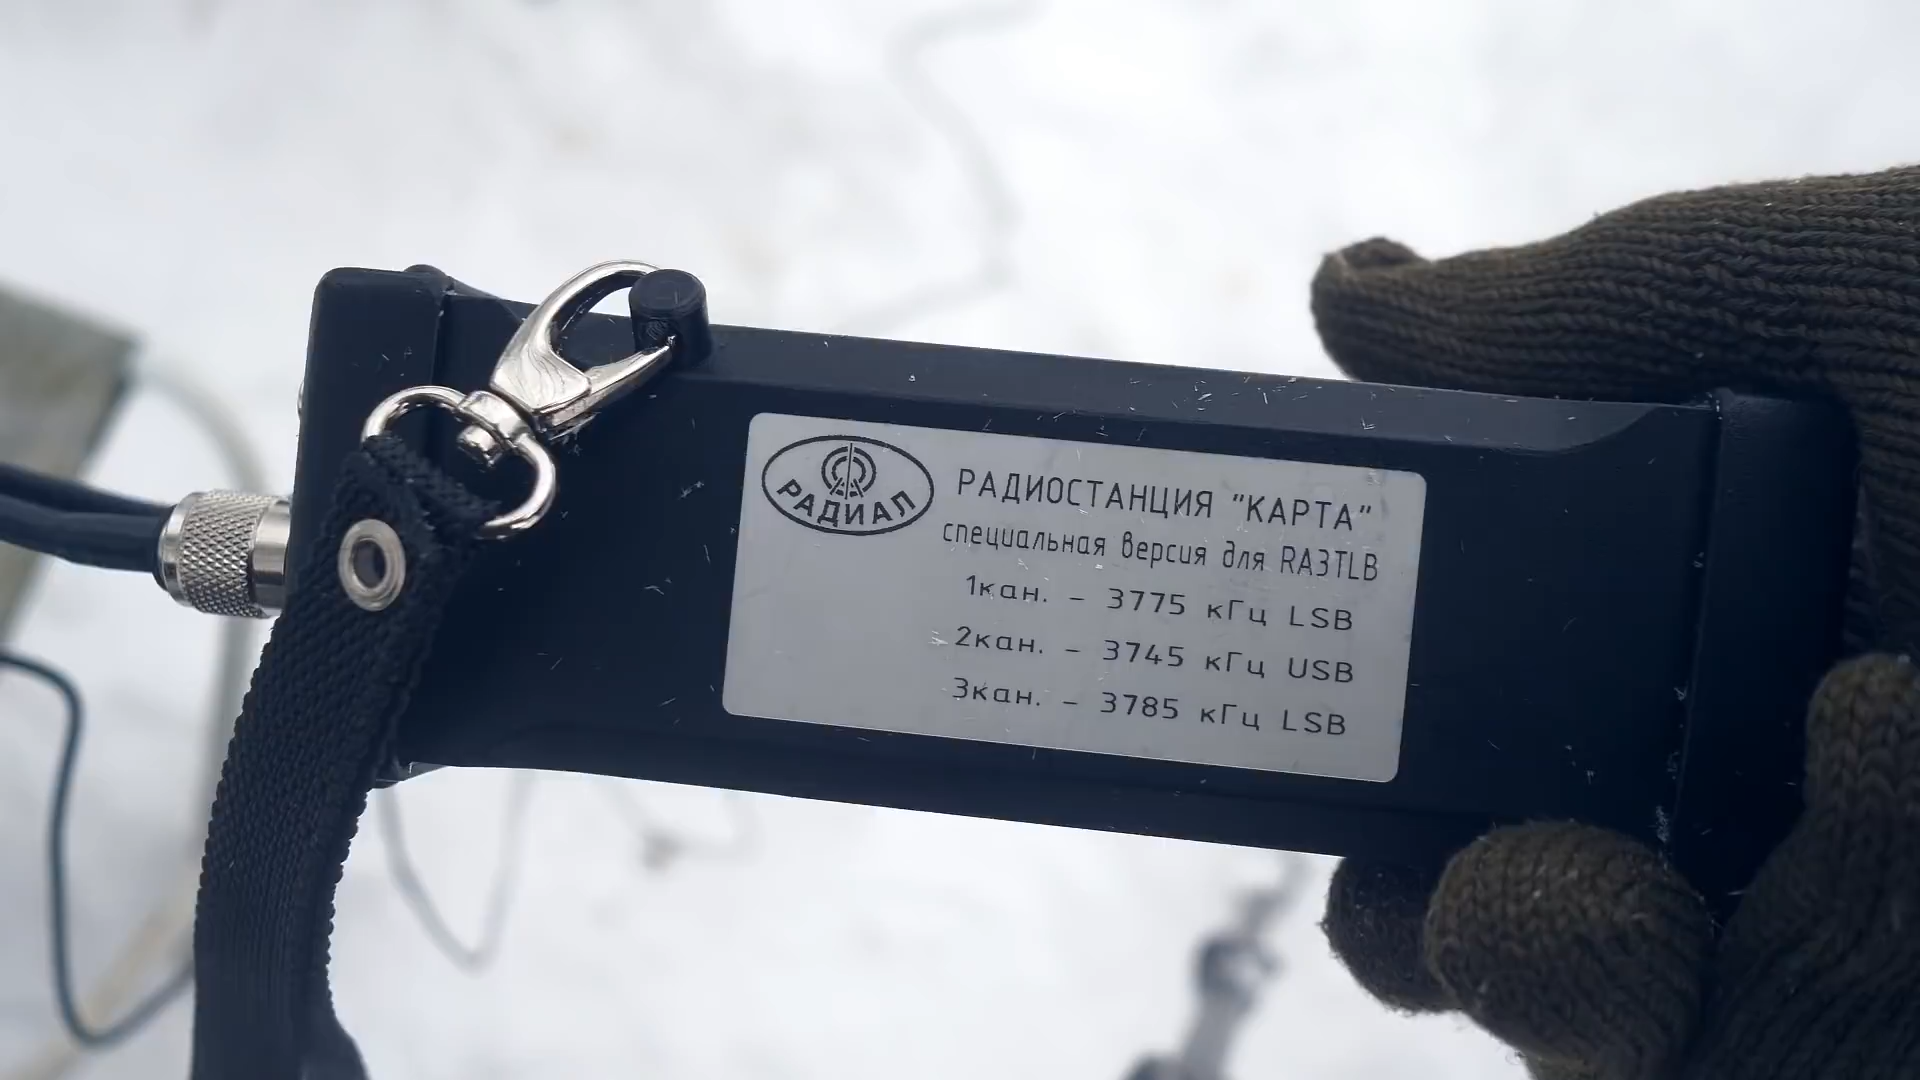 РАДИАЛ
РАДИОСТАНЦИЯ "КАРТА"
специальная версия для RA3TLB
1кан. - 3775 кГц LSB
2кан. - 3745 кГц USB
3кан. - 3785 кГц LSB